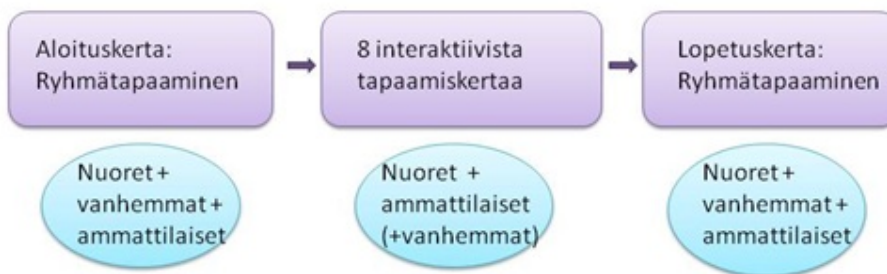 Aloituskerta:
Ryhmätapaaminen
8 interaktiivista
tapaamiskertaa
Lopetuskerta:
Ryhmätapaaminen
Nuoret +
vanhemmat +
ammattilaiset
Nuoret +
ammattilaiset
(+vanhemmat)
Nuoret +
vanhemmat +
ammattilaiset